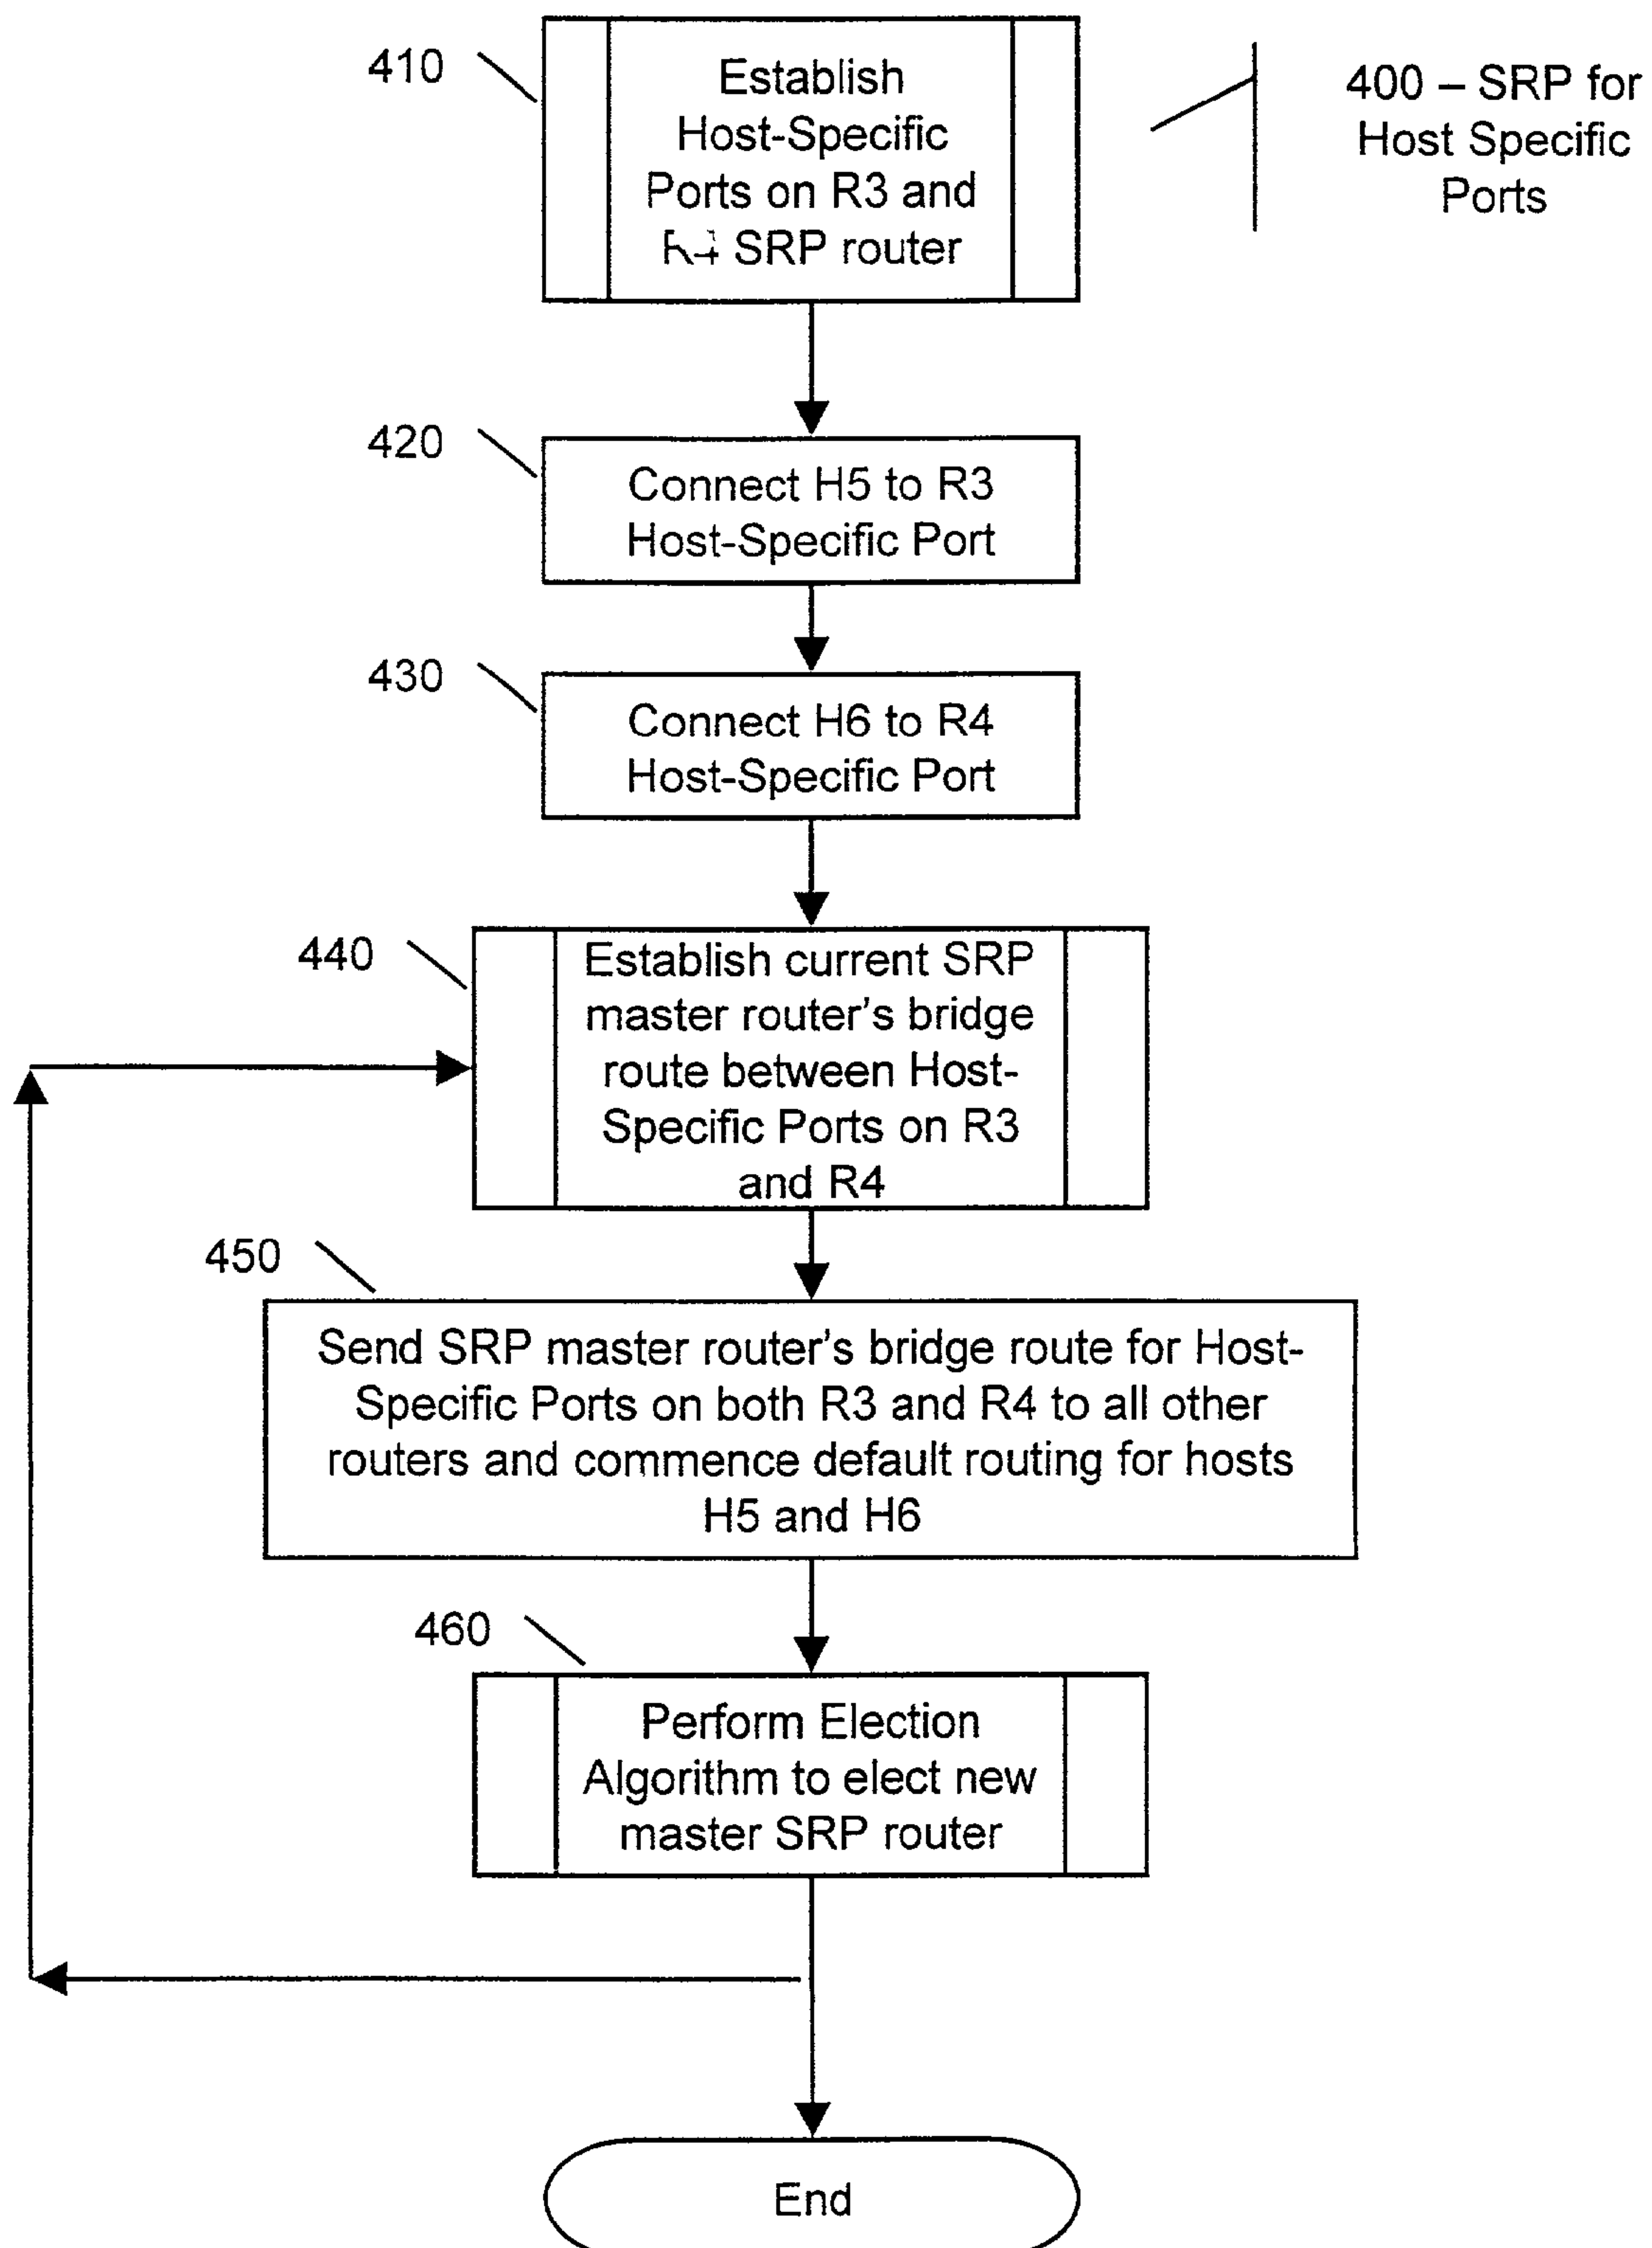 410
Establish
Host-Specific
Ports on R3 and
R4 SRP router
400 – SRP for
Host Specific
Ports
420
Connect H5 to R3
Host-Specific Port
430
Connect H6 to R4
Host-Specific Port
440
Establish current SRP
master router’s bridge
route between Host-
Specific Ports on R3
and R4
450
Send SRP master router’s bridge route for Host-
Specific Ports on both R3 and R4 to all other
routers and commence default routing for hosts
H5 and H6
460
Perform Election
Algorithm to elect new
master SRP router
End